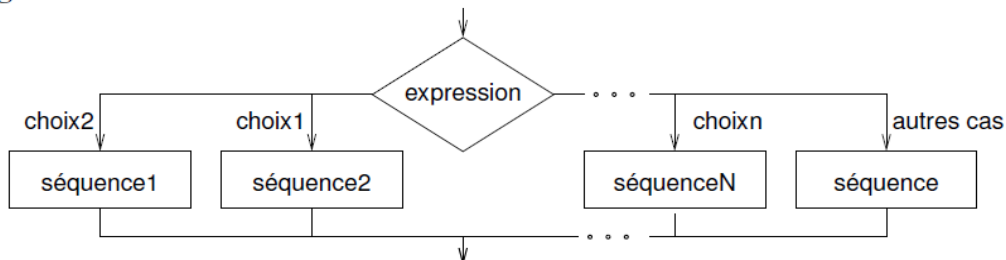 expression
choix2
choix1
choixn
autres cas
séquence1
séquence2
séquenceN
séquence